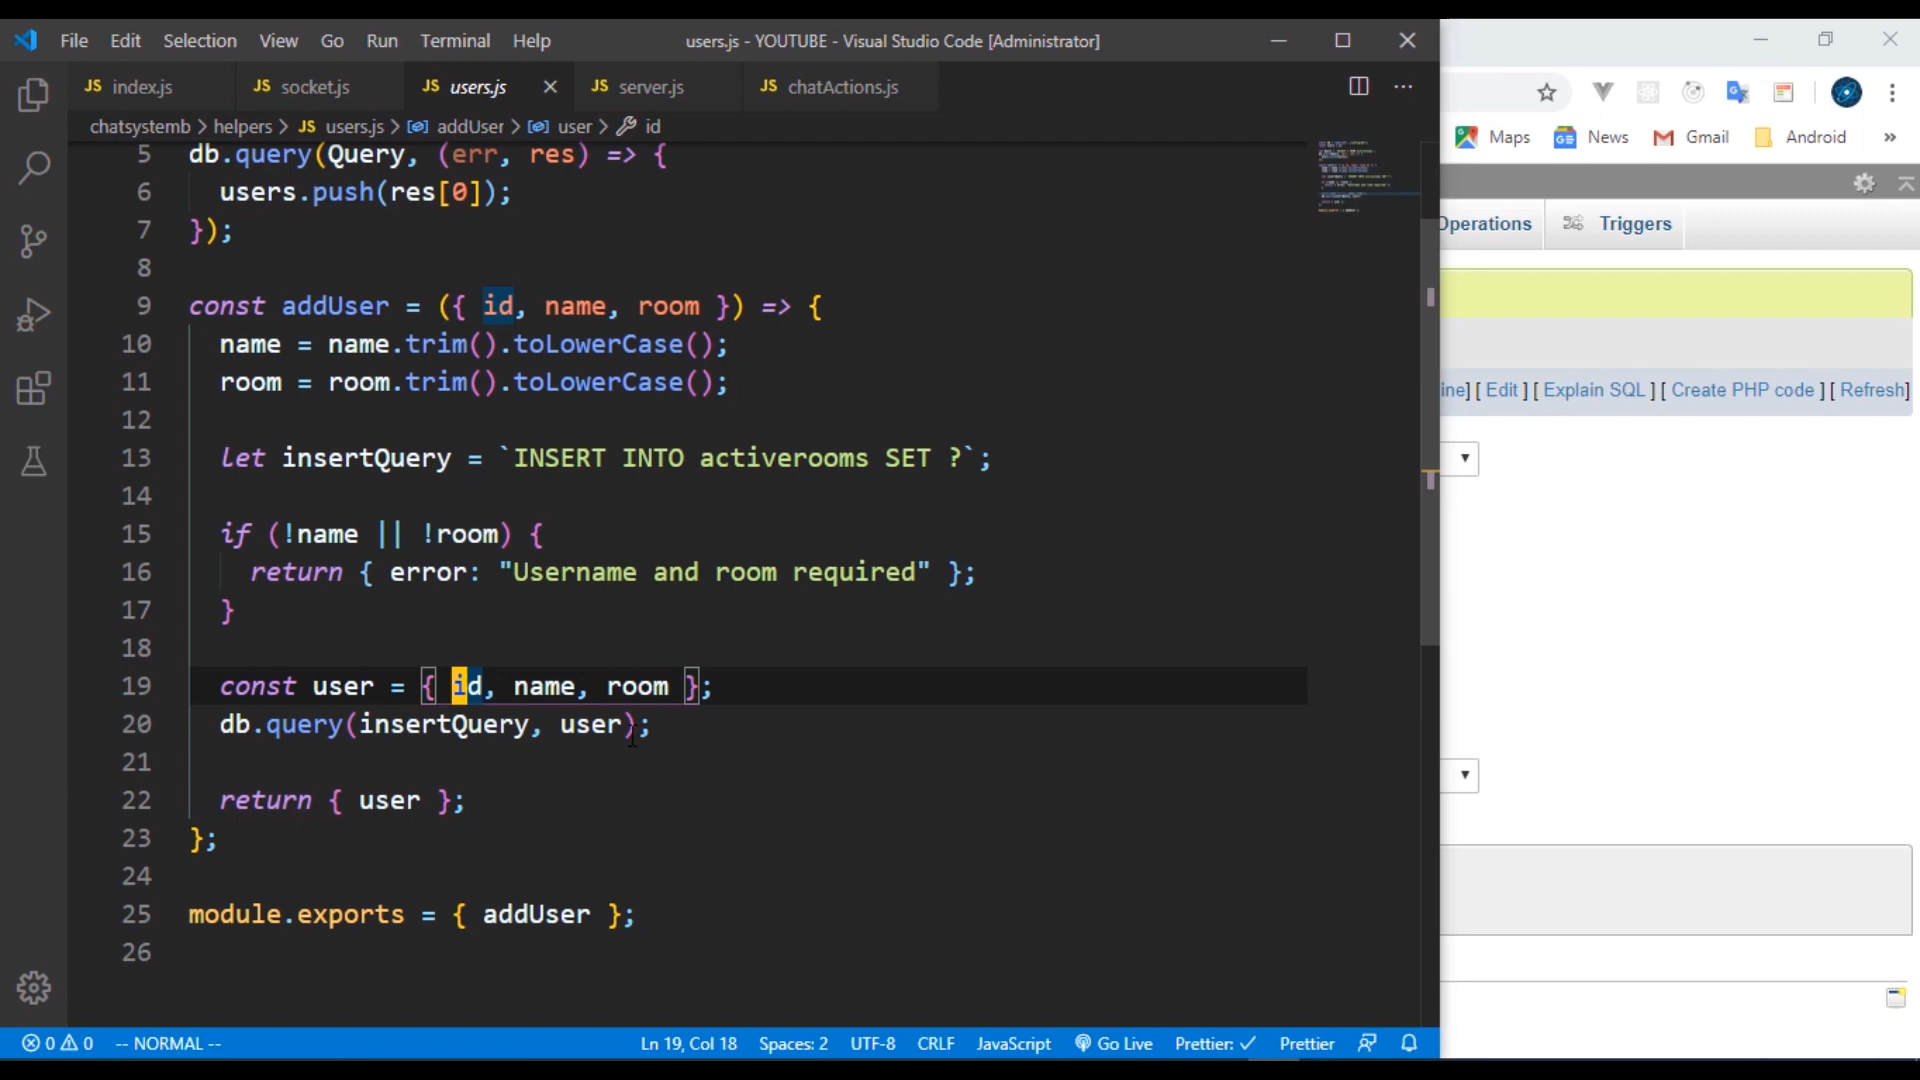 File Edit Selection View Go Run Terminal Help users.js - YOUTUBE - Visual Studio Code [Administrator]
JS index.js JS socket.js JS users.js JS server.js JS chatActions.js
chatsystemb > helpers > JS users.js > addUser > user > id
5 db.query(Query, (err, res) => {
6 users.push(res[0]);
7 });
8
9 const addUser = ({ id, name, room }) => {
10 name = name.trim().toLowerCase();
11 room = room.trim().toLowerCase();
12
13 let insertQuery = `INSERT INTO activerooms SET ?`;
14
15 if (!name || !room) {
16 return { error: "Username and room required" };
17 }
18
19 const user = { id, name, room };
20 db.query(insertQuery, user);
21
22 return { user };
23 };
24
25 module.exports = { addUser };
26
0 0 -- NORMAL -- Ln 19, Col 18 Spaces: 2 UTF-8 CRLF JavaScript Go Live Prettier: ✓ Prettier
Maps News Gmail Android »
Operations Triggers
ine] [ Edit ] [ Explain SQL ] [ Create PHP code ] [ Refresh]